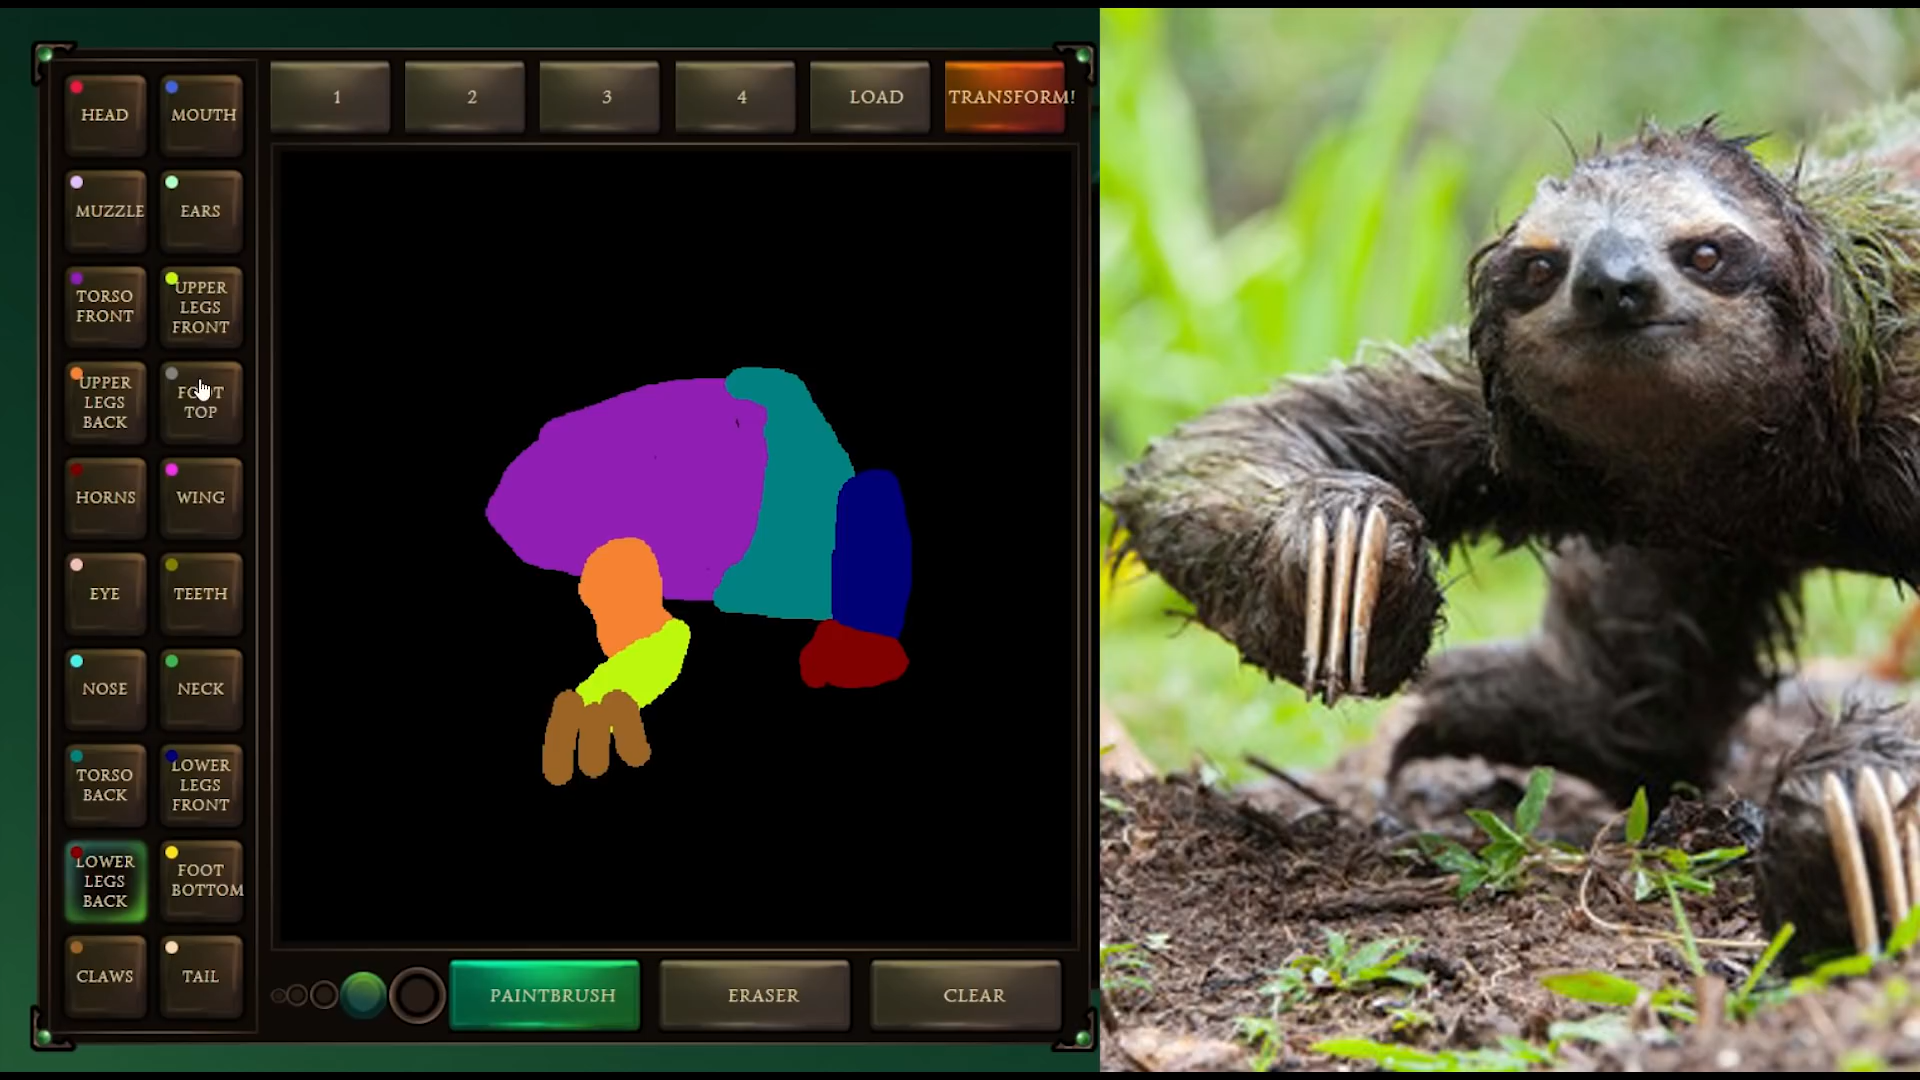 1
2
3
4
LOAD
TRANSFORM!
HEAD
MOUTH
MUZZLE
EARS
TORSO
FRONT
UPPER
LEGS
FRONT
UPPER
LEGS
BACK
FOOT
TOP
HORNS
WING
EYE
TEETH
NOSE
NECK
TORSO
BACK
LOWER
LEGS
FRONT
LOWER
LEGS
BACK
FOOT
BOTTOM
CLAWS
TAIL
PAINTBRUSH
ERASER
CLEAR